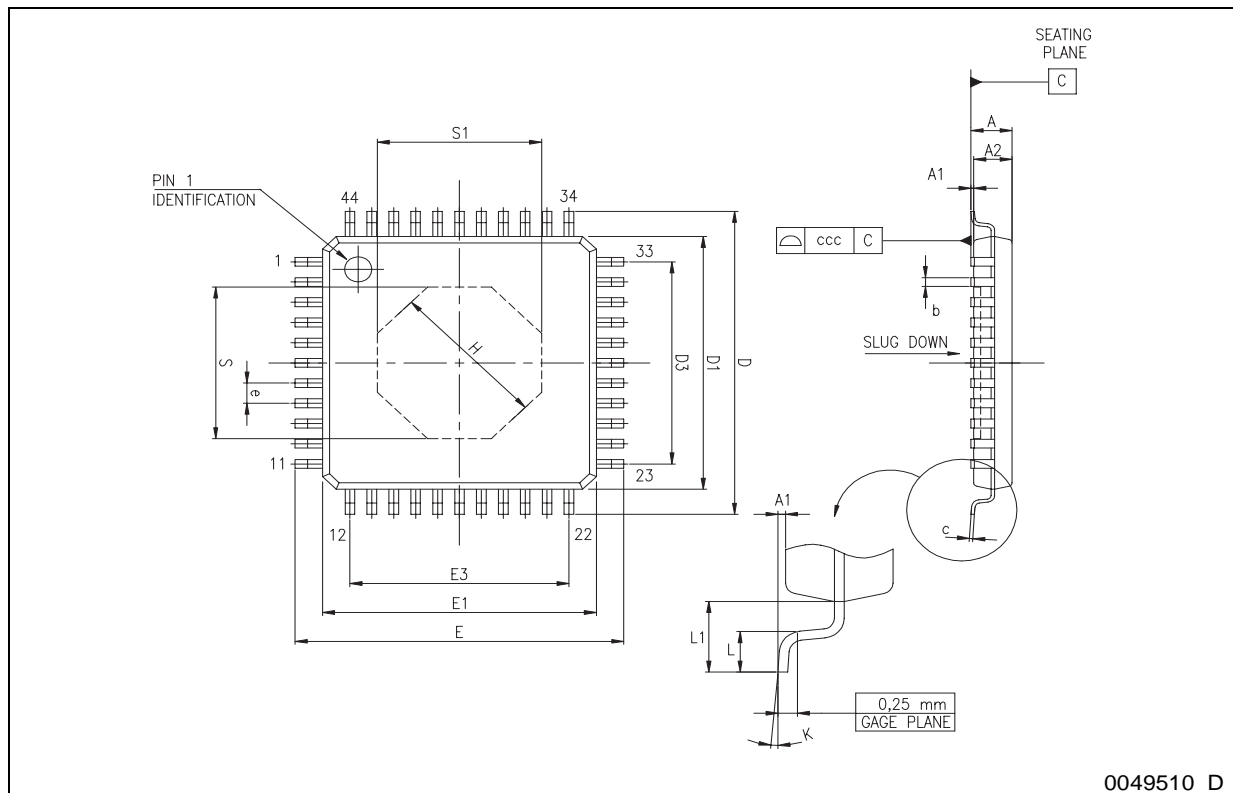 SEATING
PLANE
C
A
A2
A1
S1
PIN 1
IDENTIFICATION
44
34
ccc
C
1
33
b
SLUG DOWN
S
e
H
D3
D1
D
11
23
12
22
A1
c
E3
E1
E
L1
L
0,25 mm
GAGE PLANE
K
0049510 D